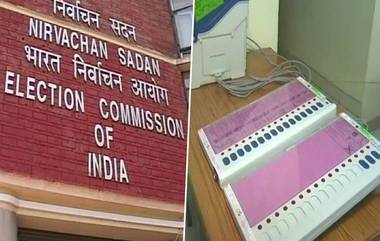 निर्वाचन सदन
NIRVACHAN SADAN
भारत निर्वाचन आयोग
ELECTION COMMISSION
OF
INDIA